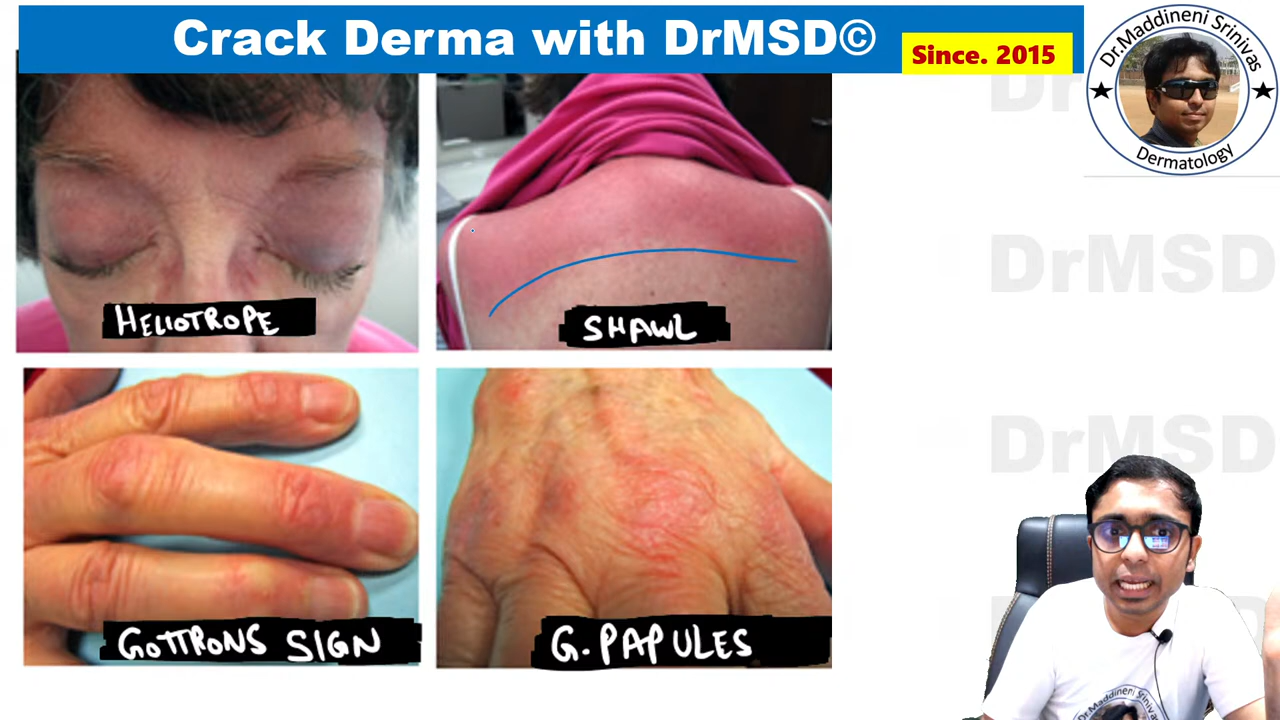 Crack Derma with DrMSD©
Since. 2015
Dr.Maddineni Srinivas
Dermatology
HELIOTROPE
SHAWL
DrMSD
DrMSD
GOTTRONS SIGN
G. PAPULES